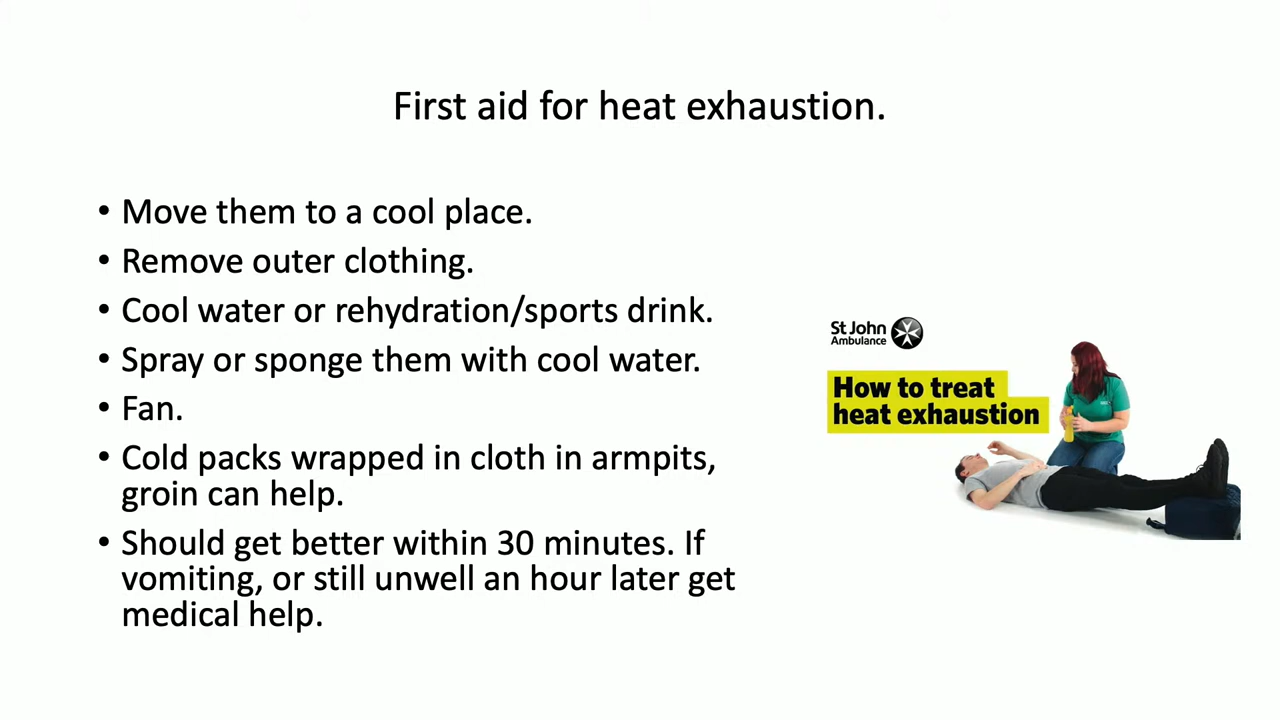 First aid for heat exhaustion.
• Move them to a cool place.
• Remove outer clothing.
• Cool water or rehydration/sports drink.
• Spray or sponge them with cool water.
• Fan.
• Cold packs wrapped in cloth in armpits,
groin can help.
• Should get better within 30 minutes. If
vomiting, or still unwell an hour later get
medical help.
St John
Ambulance
How to treat
heat exhaustion